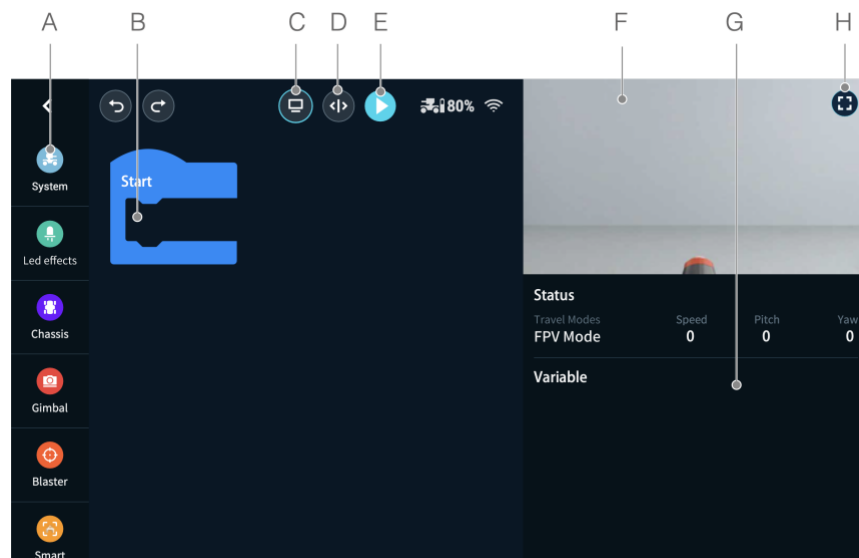 A B C D E F G H
80%
System
Start
Led effects
Chassis
Gimbal
Blaster
Smart
Status
Travel Modes Speed Pitch Yaw
FPV Mode 0 0 0
Variable